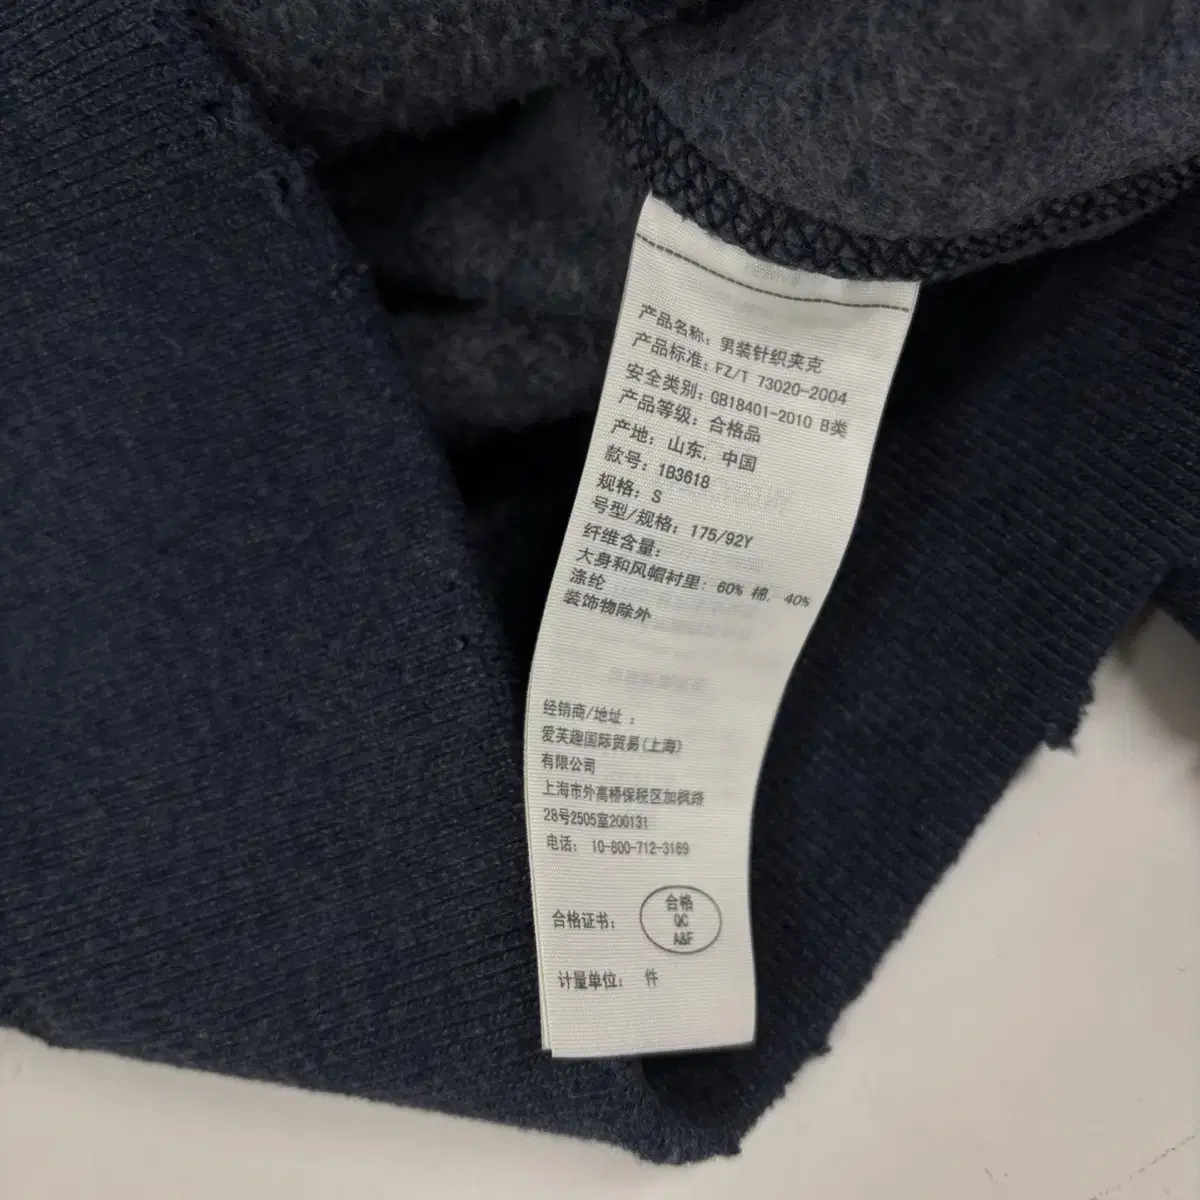 产品名称: 男装针织夹克
产品标准: FZ/T 73020-2004
安全类别: GB18401-2010 B类
产品等级: 合格品
产地: 山东, 中国
款号: 1B3618
规格: S
号型/规格: 175/92Y
纤维含量:
大身和风帽衬里: 60% 棉, 40%
涤纶
装饰物除外
经销商/地址:
爱芙趣国际贸易(上海)
有限公司
上海市外高桥保税区加枫路
28号2505室200131
电话: 10-800-712-3169
合格证书:
合格
QC
A&F
计量单位: 件